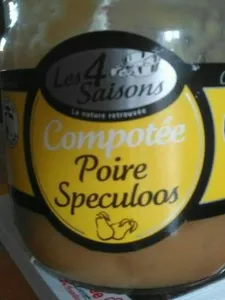 Les 4
Saisons
La nature retrouvée
Compotée
Poire
Speculoos